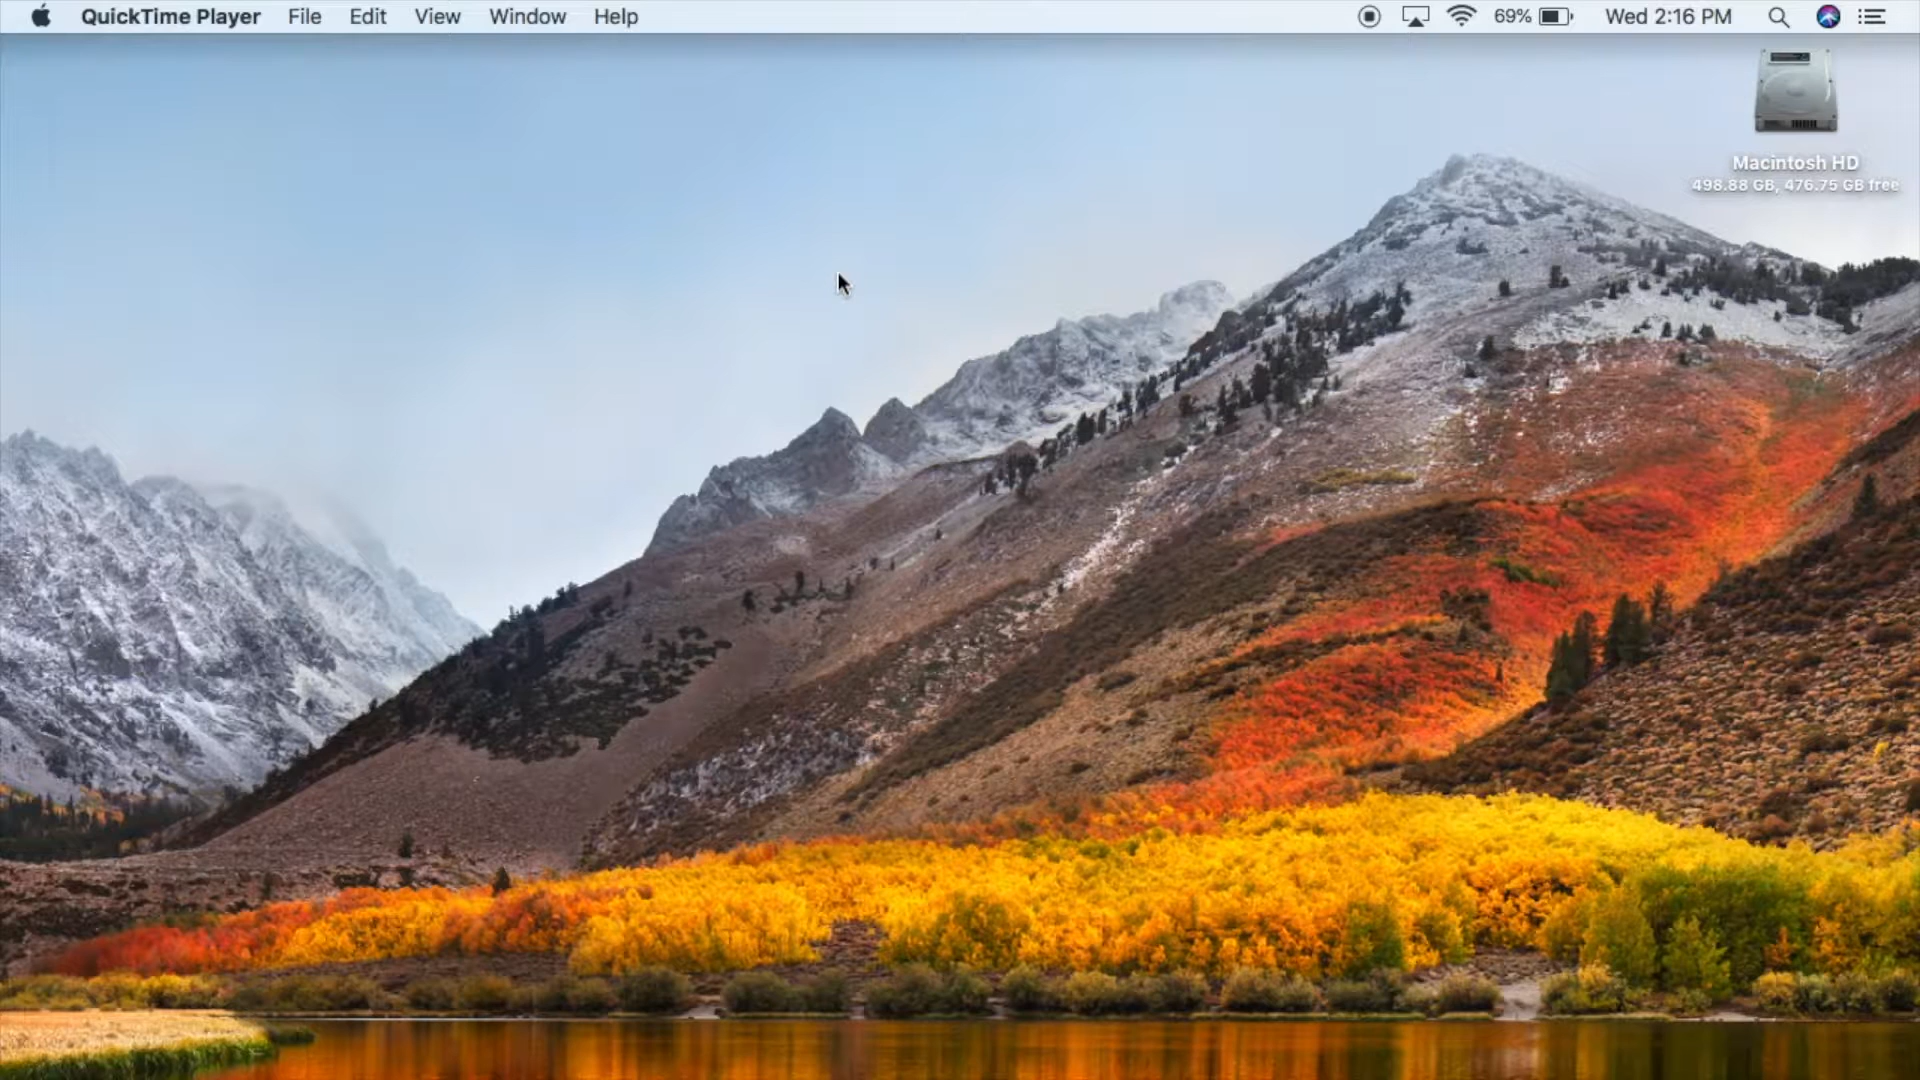 QuickTime Player File Edit View Window Help 69% Wed 2:16 PM
Macintosh HD
498.88 GB, 476.75 GB free